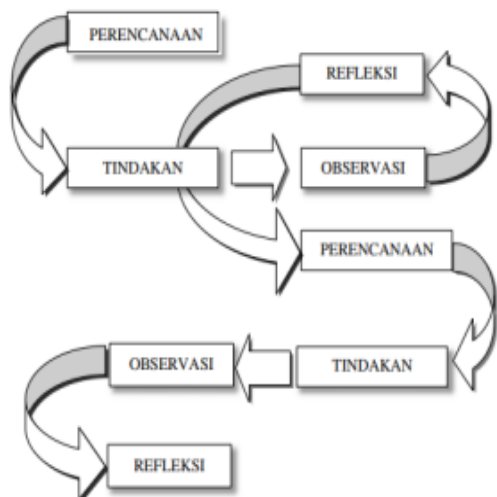 PERENCANAAN
REFLEKSI
TINDAKAN
OBSERVASI
PERENCANAAN
OBSERVASI
TINDAKAN
REFLEKSI